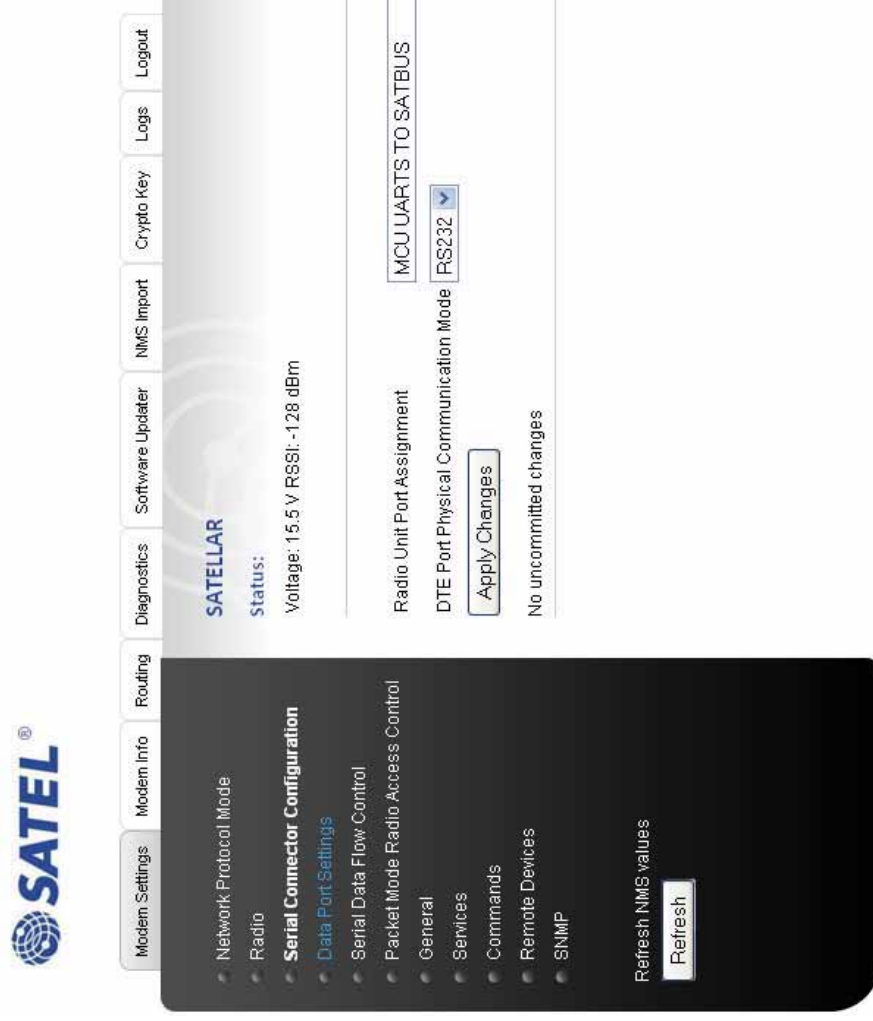 SATEL®
Modem Settings Modem Info Routing Diagnostics Software Updater NMS Import Crypto Key Logs Logout
Network Protocol Mode
Radio
Serial Connector Configuration
Data Port Settings
Serial Data Flow Control
Packet Mode Radio Access Control
General
Services
Commands
Remote Devices
SNMP
Refresh NMS values
Refresh
SATELLAR
Status:
Voltage: 15.5 V RSSI: -128 dBm
Radio Unit Port Assignment MCU UARTS TO SATBUS
DTE Port Physical Communication Mode RS232
Apply Changes
No uncommitted changes